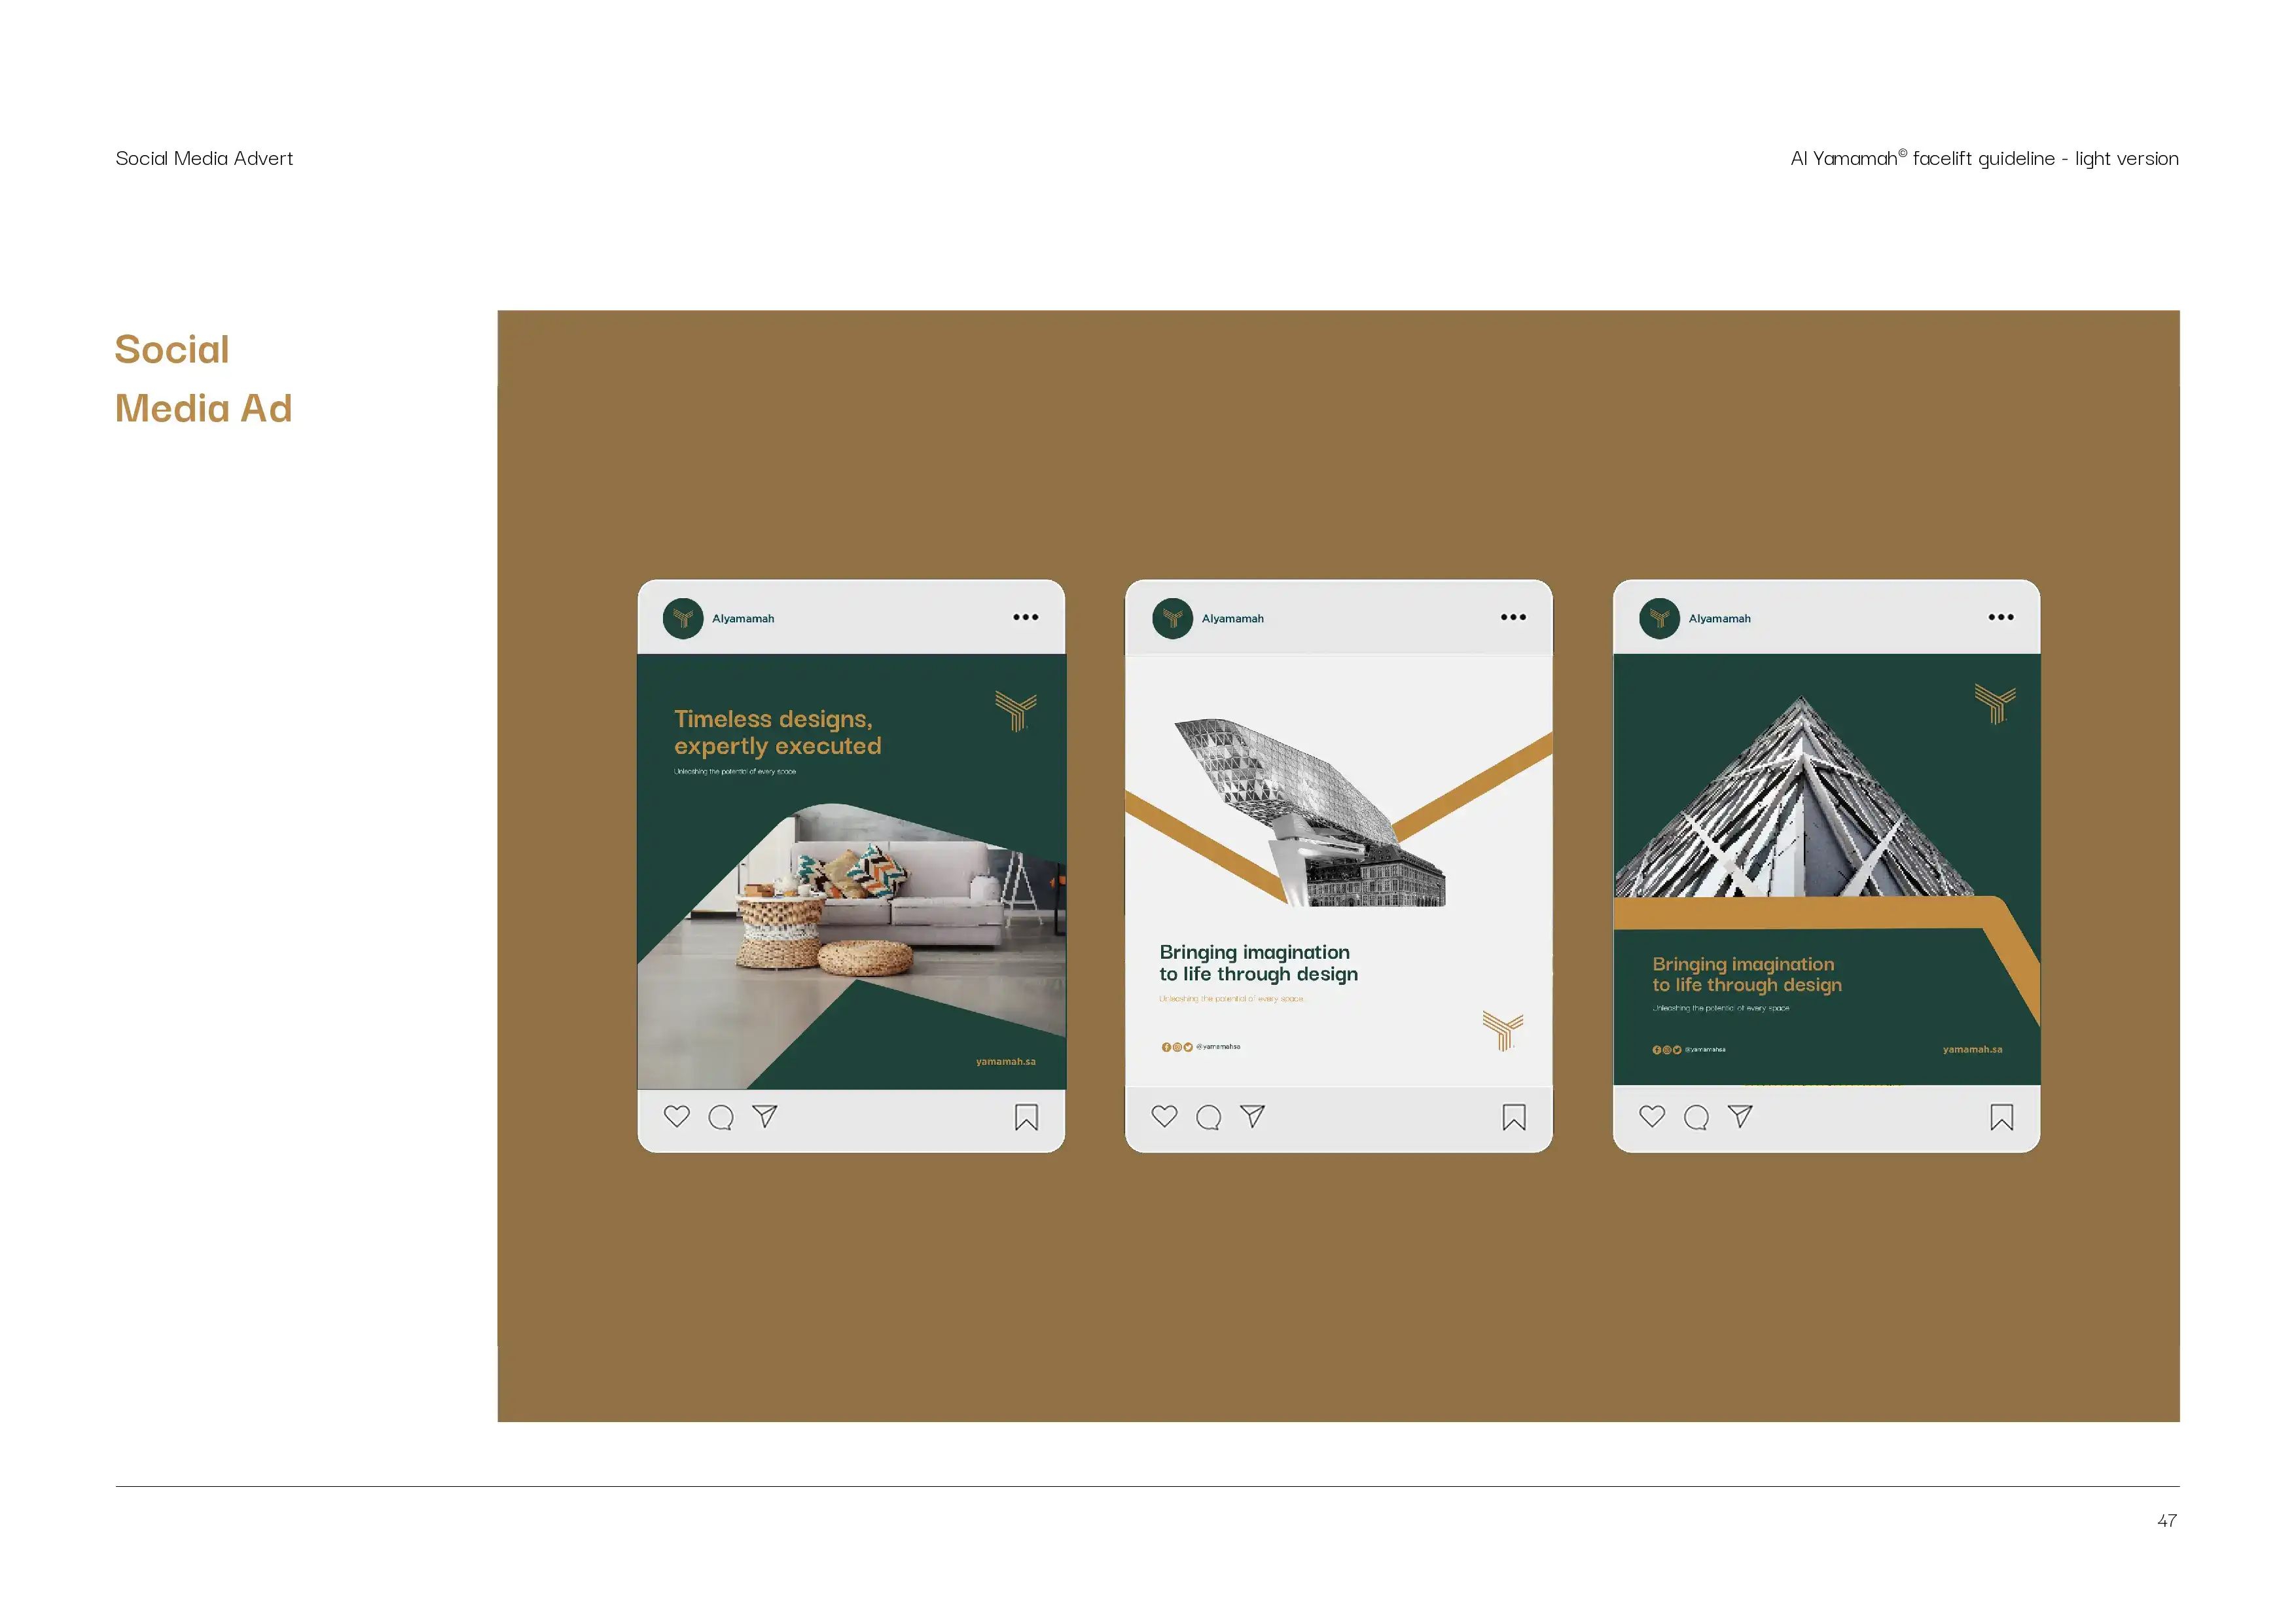 Social Media Advert
Al Yamamah© facelift guideline - light version
Social
Media Ad
Alyamamah
Timeless designs,
expertly executed
Unleashing the potential of every space
yamamah.sa
Alyamamah
Bringing imagination
to life through design
Unleashing the potential of every space
@yamamahsa
Alyamamah
Bringing imagination
to life through design
Unleashing the potential of every space
@yamamahsa
yamamah.sa
47